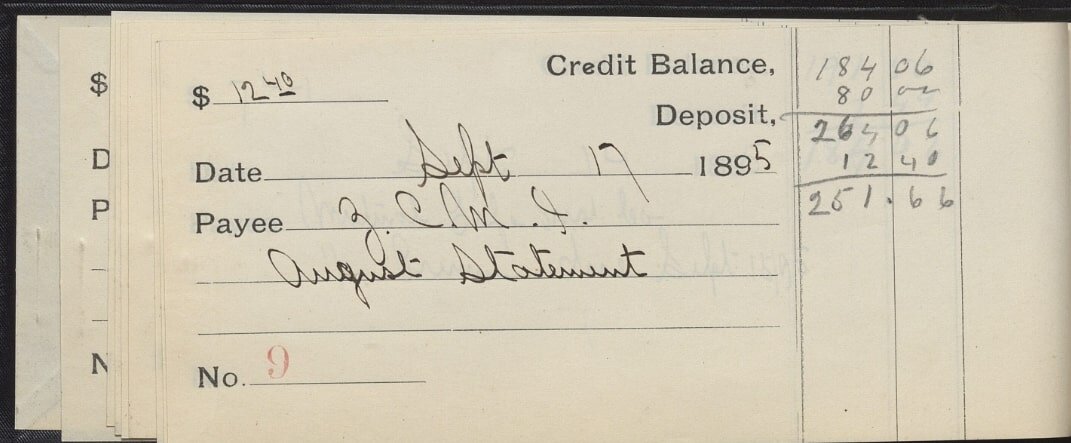 $ 12 40
Credit Balance, 184 06
80 00
Deposit, 264 06
Date Sept 17 1895 12 40
Payee Z. C. M. I. 251.66
August Statement
No. 9
$
D
P
N